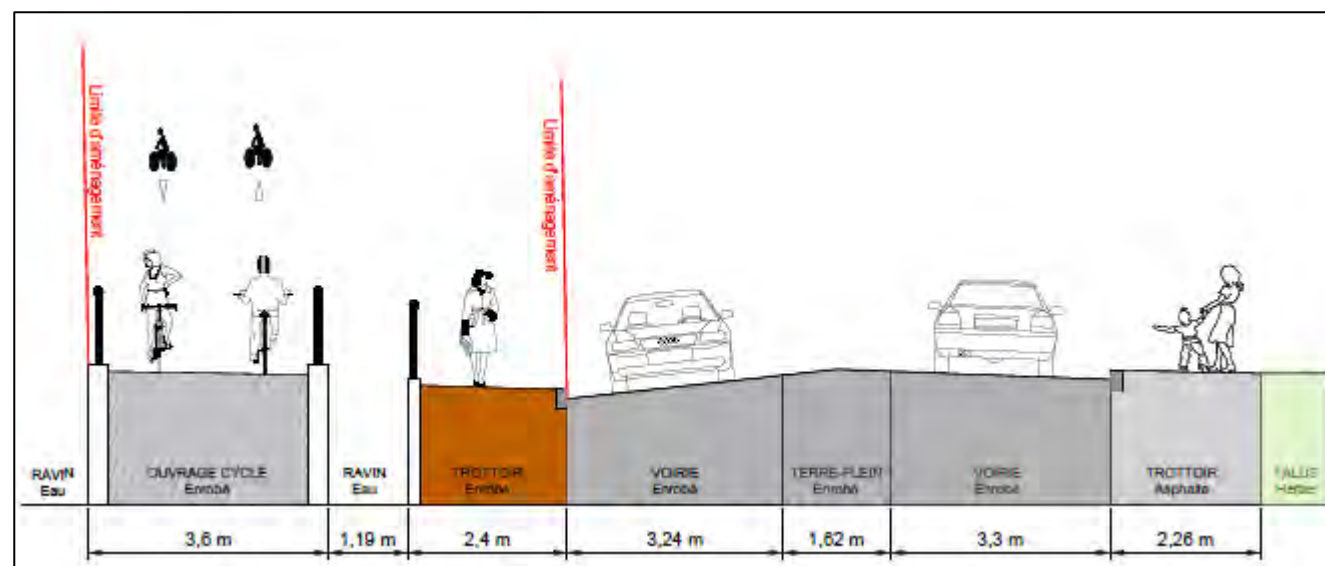 Limite d'aménagement
Limite d'aménagement
RAVIN
Eau
OUVRAGE CYCLE
Enrobé
RAVIN
Eau
TROTTOIR
Enrobé
VOIRIE
Enrobé
TERRE-PLEIN
Enrobé
VOIRIE
Enrobé
TROTTOIR
Asphalte
TALUS
Herbe
3,6 m
1,19 m
2,4 m
3,24 m
1,62 m
3,3 m
2,26 m